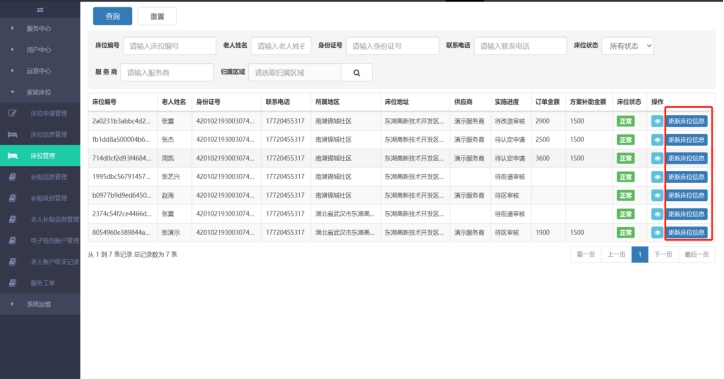 查询 重置
服务中心
用户中心
运营中心
家庭床位
床位申请管理
床位信息管理
床位管理
补贴信息管理
补贴级别管理
老人补贴信息管理
电子钱包账户管理
老人账户收支记录
服务工单
系统运维
床位编号 请输入床位编号 老人姓名 请输入老人姓名 身份证号 请输入身份证号 联系电话 请输入联系电话 床位状态 所有状态
服 务 商 请输入服务商 归属区域 请选取归属区域
床位编号 老人姓名 身份证号 联系电话 所属地区 床位地址 供应商 实施进度 订单金额 方案补助金额 床位状态 操作
2a0231b3abbc4d2... 张蕾 420102193003074... 17720455317 南湖锦城社区 东湖高新技术开发区... 演示服务商 待改造审核 2900 1500 正常 更新床位信息
fb1dd8a500004b6... 张杰 420102193003074... 17720455317 南湖锦城社区 东湖高新技术开发区... 演示服务商 待认定申请 2500 1500 正常 更新床位信息
714d0cf2d93f4684... 周凯 420102193003074... 17720455317 南湖锦城社区 东湖高新技术开发区... 演示服务商 待认定申请 3600 1500 正常 更新床位信息
1995dbc56791457... 张艺兴 420102193003074... 17720455317 南湖锦城社区 东湖高新技术开发区... 待街道审核 正常 更新床位信息
b0977b9d9ed6450... 赵海 420102193003074... 17720455317 南湖锦城社区 东湖高新技术开发区... 演示服务商 待区审核 正常 更新床位信息
2374c54f2ce4466d... 张蕾 420102193003074... 17720455317 湖北省武汉市东湖高... 东湖高新技术开发区... 待街道审核 正常 更新床位信息
8054960e389844a... 张演示 420102193003074... 17720455317 湖北省武汉市东湖高... 东湖高新技术开发区... 演示服务商 待区审核 1900 1500 正常 更新床位信息
从 1 到 7 条记录 总记录数为 7 条 第一页 上一页 1 下一页 最后一页